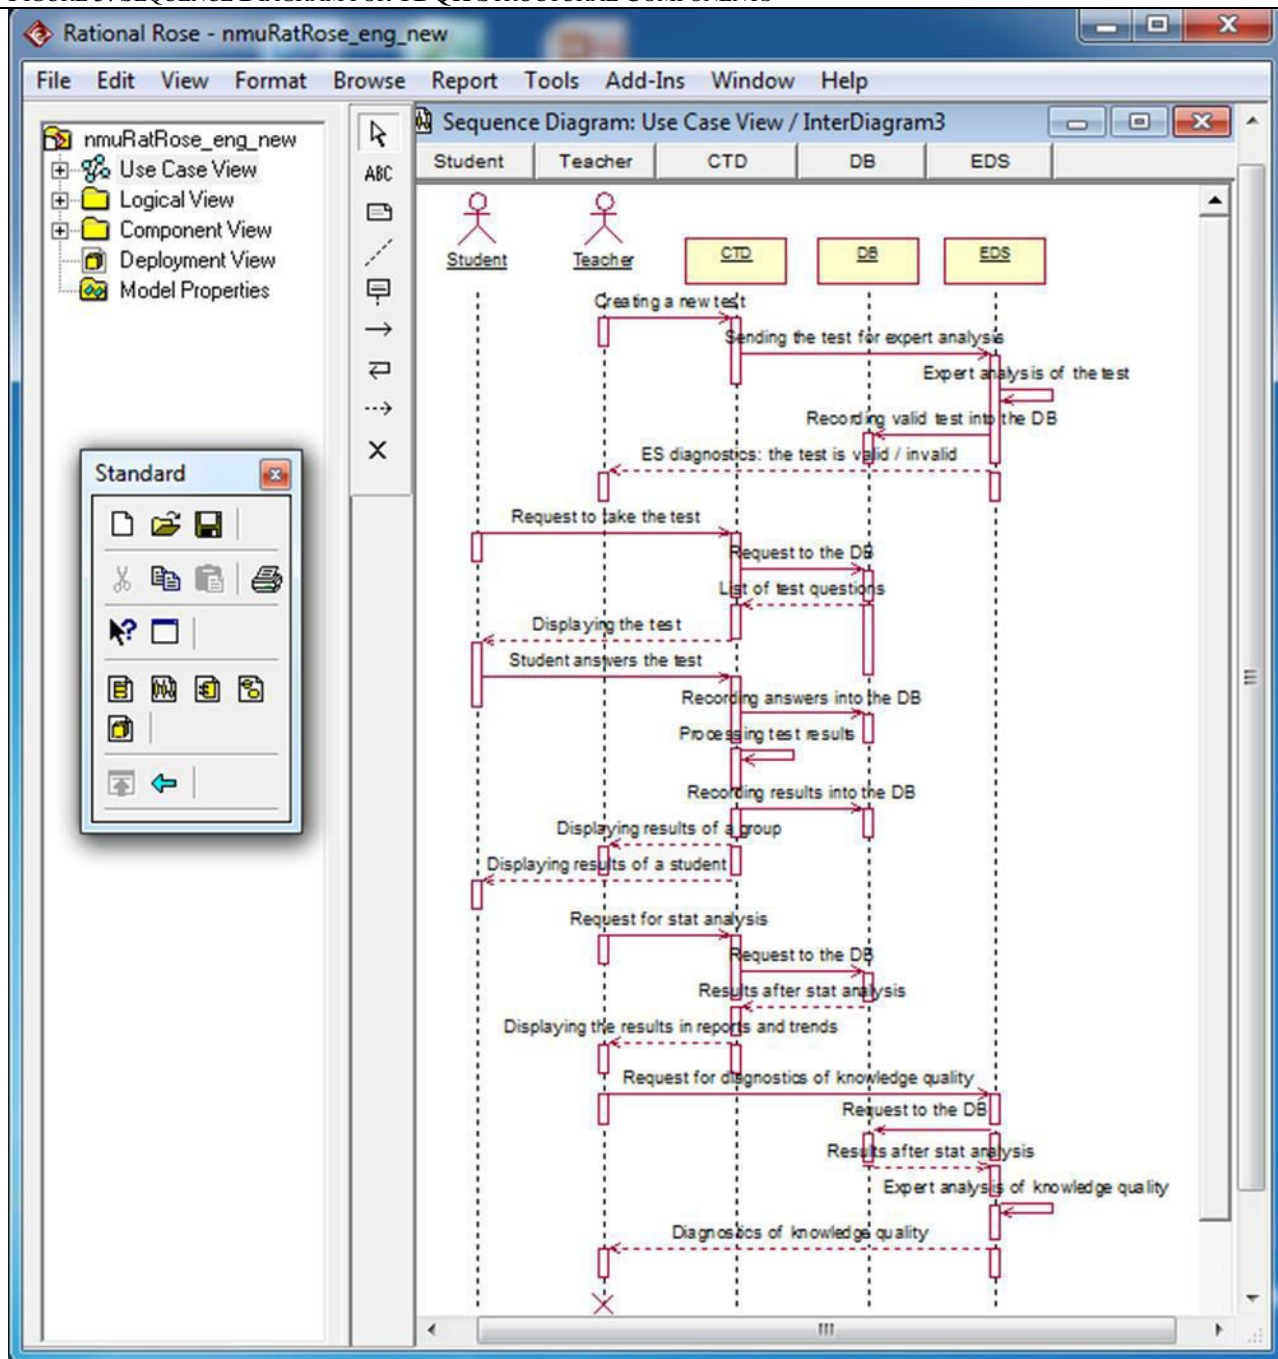 Rational Rose - nmuRatRose_eng_new
File Edit View Format Browse Report Tools Add-Ins Window Help
nmuRatRose_eng_new
Use Case View
Logical View
Component View
Deployment View
Model Properties
ABC
Standard
Sequence Diagram: Use Case View / InterDiagram3
Student Teacher CTD DB EDS
Student Teacher CTD DB EDS
Creating a new test
Sending the test for expert analysis
Expert analysis of the test
Recording valid test into the DB
ES diagnostics: the test is valid / invalid
Request to take the test
Request to the DB
List of test questions
Displaying the test
Student answers the test
Recording answers into the DB
Processing test results
Recording results into the DB
Displaying results of a group
Displaying results of a student
Request for stat analysis
Request to the DB
Results after stat analysis
Displaying the results in reports and trends
Request for diagnostics of knowledge quality
Request to the DB
Results after stat analysis
Expert analysis of knowledge quality
Diagnostics of knowledge quality